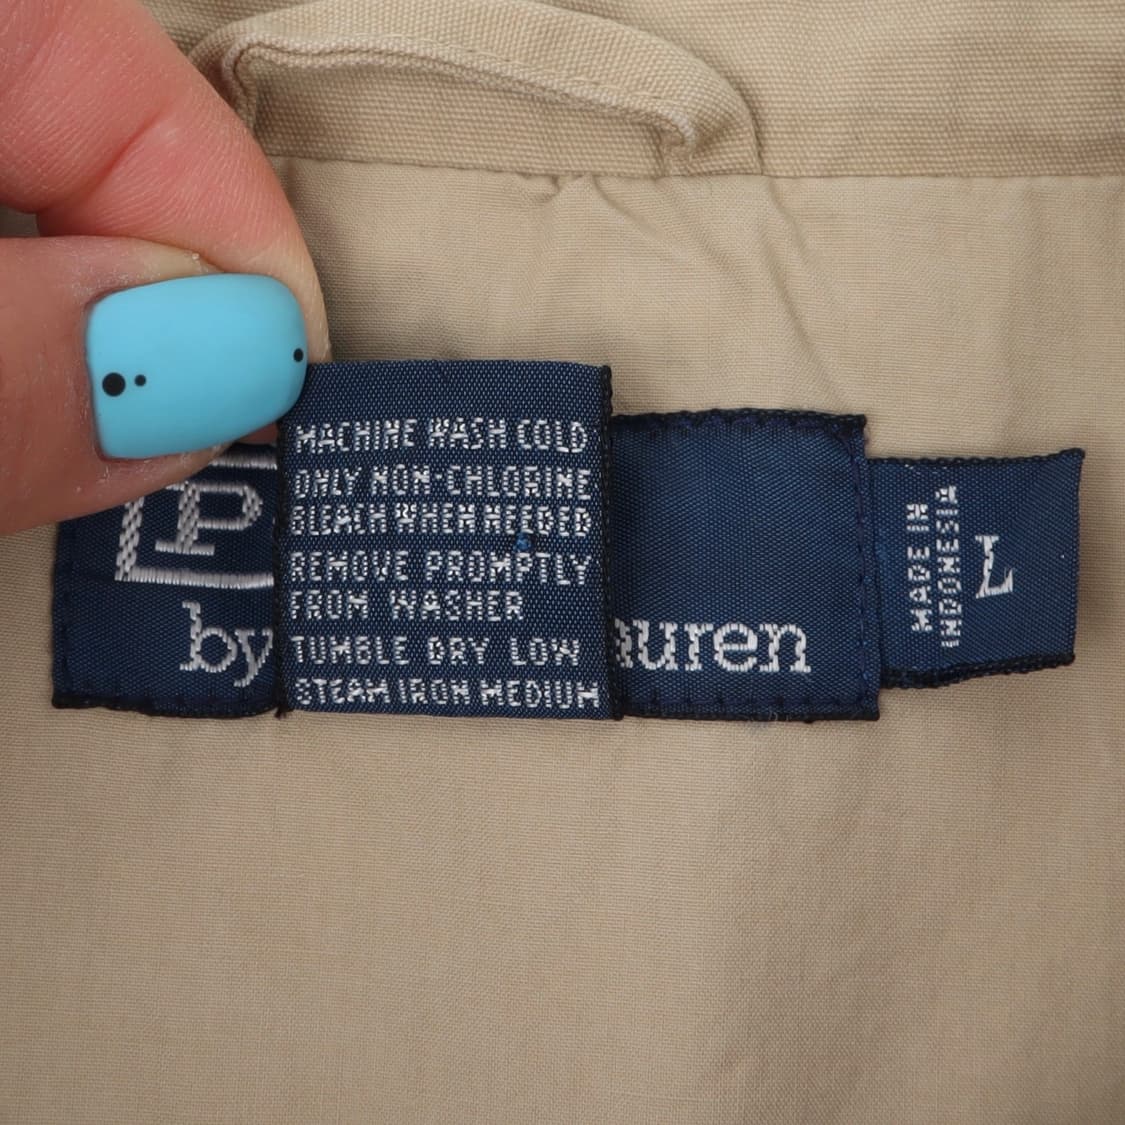 MACHINE WASH COLD
ONLY NON-CHLORINE
BLEACH WHEN NEEDED
REMOVE PROMPTLY
FROM WASHER
TUMBLE DRY LOW
STEAM IRON MEDIUM
P
by
auren
MADE IN
INDONESIA
L